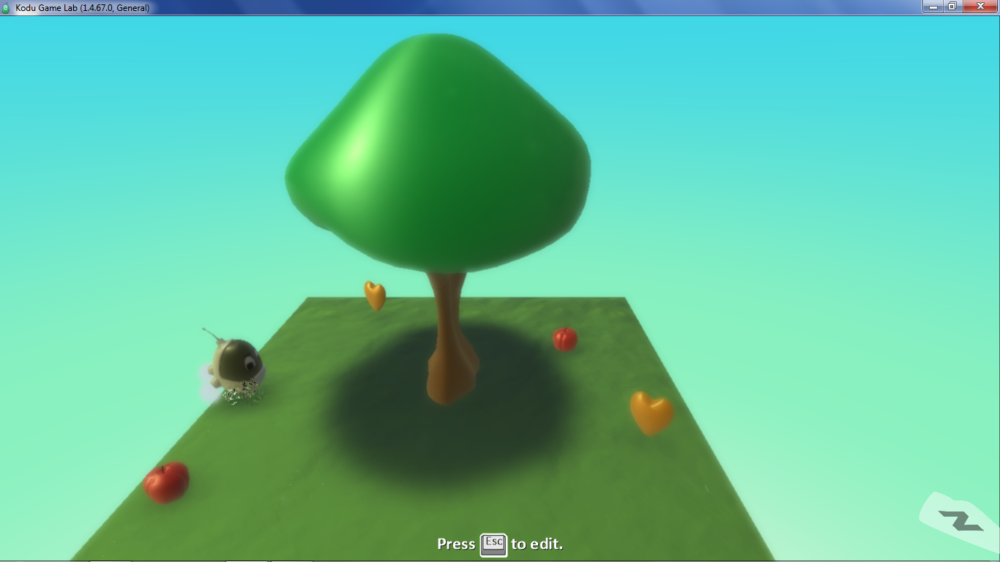 Kodu Game Lab (1.4.67.0, General)
Press Esc to edit.